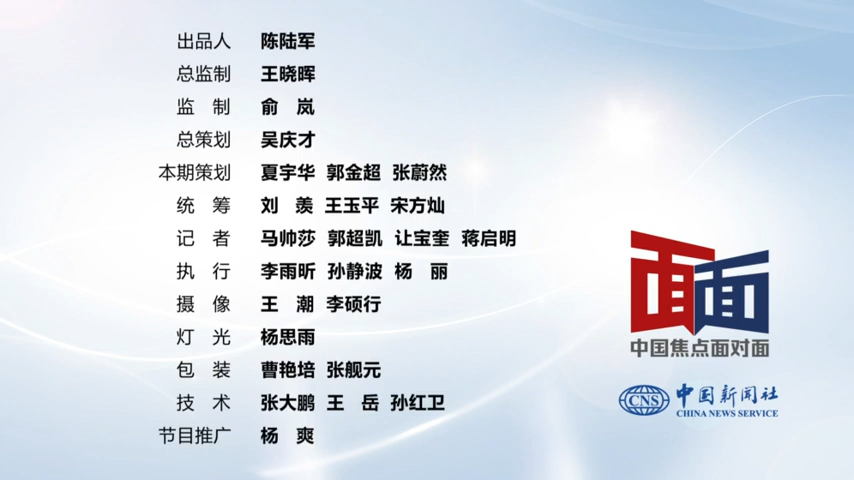 出品人 陈陆军
总监制 王晓晖
监制 俞岚
总策划 吴庆才
本期策划 夏宇华 郭金超 张蔚然
统筹 刘羡 王玉平 宋方灿
记者 马帅莎 郭超凯 让宝奎 蒋启明
执行 李雨昕 孙静波 杨丽
摄像 王潮 李硕行
灯光 杨思雨
包装 曹艳培 张舰元
技术 张大鹏 王岳 孙红卫
节目推广 杨爽
面面
中国焦点面对面
CNS 中国新闻社
CHINA NEWS SERVICE